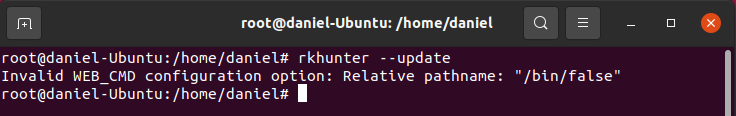 root@daniel-Ubuntu: /home/daniel
root@daniel-Ubuntu:/home/daniel# rkhunter --update
Invalid WEB_CMD configuration option: Relative pathname: "/bin/false"
root@daniel-Ubuntu:/home/daniel#